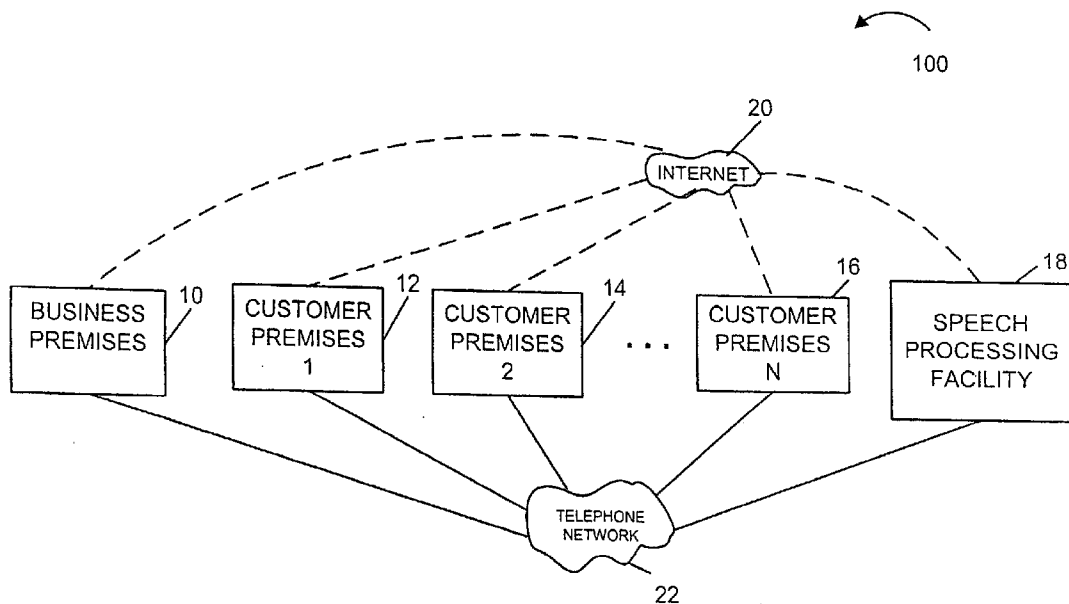 100
20
INTERNET
BUSINESS
PREMISES
10
CUSTOMER
PREMISES
1
12
CUSTOMER
PREMISES
2
14
. . .
CUSTOMER
PREMISES
N
16
SPEECH
PROCESSING
FACILITY
18
TELEPHONE
NETWORK
22